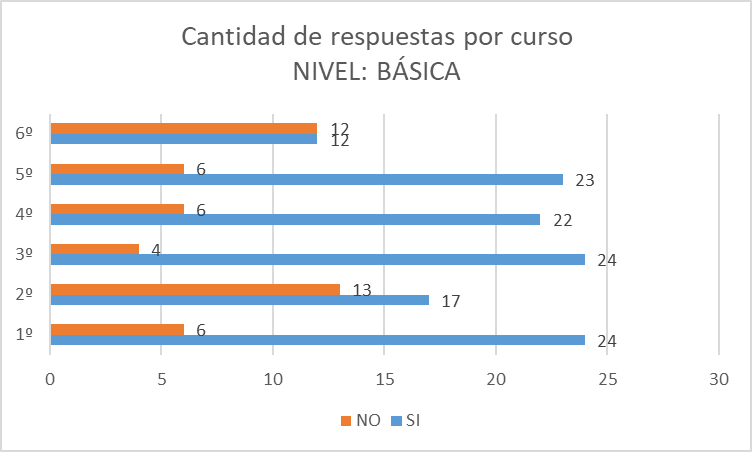 Cantidad de respuestas por curso
NIVEL: BÁSICA
6º
12
12
5º
6
23
4º
6
22
3º
4
24
2º
13
17
1º
6
24
0 5 10 15 20 25 30
NO SI